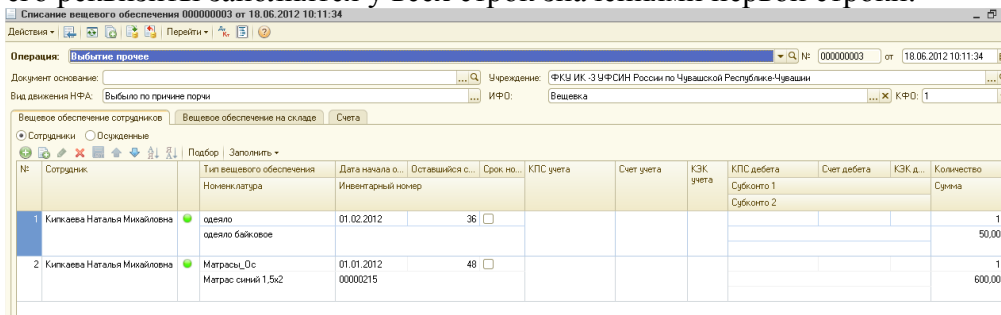 его реквизиты заполнятся у всех строк значениями первой строки.
Списание вещевого обеспечения 000000003 от 18.06.2012 10:11:34
Действия Перейти
Операция: Выбытие прочее № 000000003 от 18.06.2012 10:11:34
Документ основание: ... Учреждение: ФКУ ИК -3 УФСИН России по Чувашской Республике-Чувашии
Вид движения НФА: Выбыло по причине порчи ... ИФО: Вещевка ... КФО: 1
Вещевое обеспечение сотрудников Вещевое обеспечение на складе Счета
Сотрудники Осужденные
Подбор Заполнить
№ Сотрудник Тип вещевого обеспечения Дата начала о... Оставшийся с... Срок но... КПС учета Счет учета КЭК учета КПС дебета Счет дебета КЭК д... Количество
Номенклатура Инвентарный номер Субконто 1 Сумма
Субконто 2
1 Кипкаева Наталья Михайловна одеяло 01.02.2012 36 1
одеяло байковое 50,00
2 Кипкаева Наталья Михайловна Матрасы_Ос 01.01.2012 48 1
Матрас синий 1,5х2 00000215 600,00